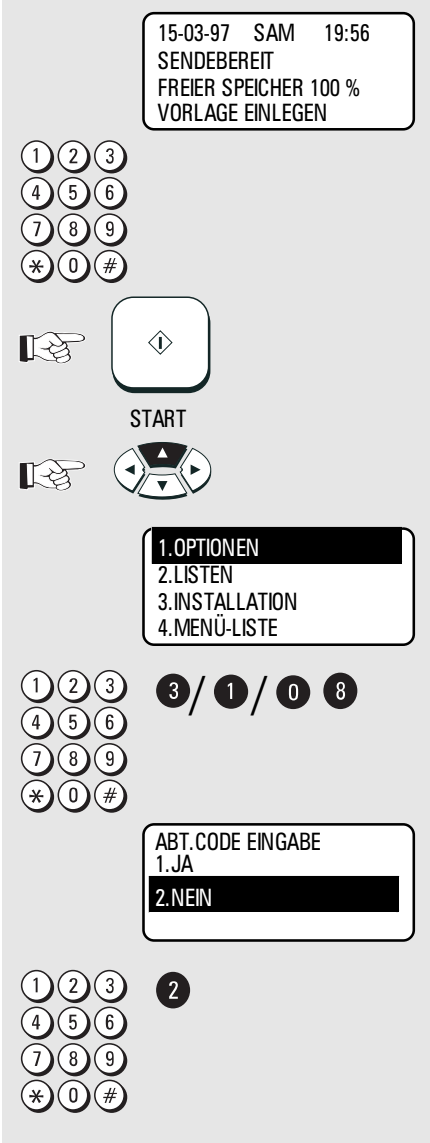 15-03-97 SAM 19:56
SENDEBEREIT
FREIER SPEICHER 100 %
VORLAGE EINLEGEN
1 2 3
4 5 6
7 8 9
* 0 #
START
1.OPTIONEN
2.LISTEN
3.INSTALLATION
4.MENÜ-LISTE
1 2 3
4 5 6
7 8 9
* 0 #
3 / 1 / 0 8
ABT.CODE EINGABE
1.JA
2.NEIN
1 2 3
4 5 6
7 8 9
* 0 #
2